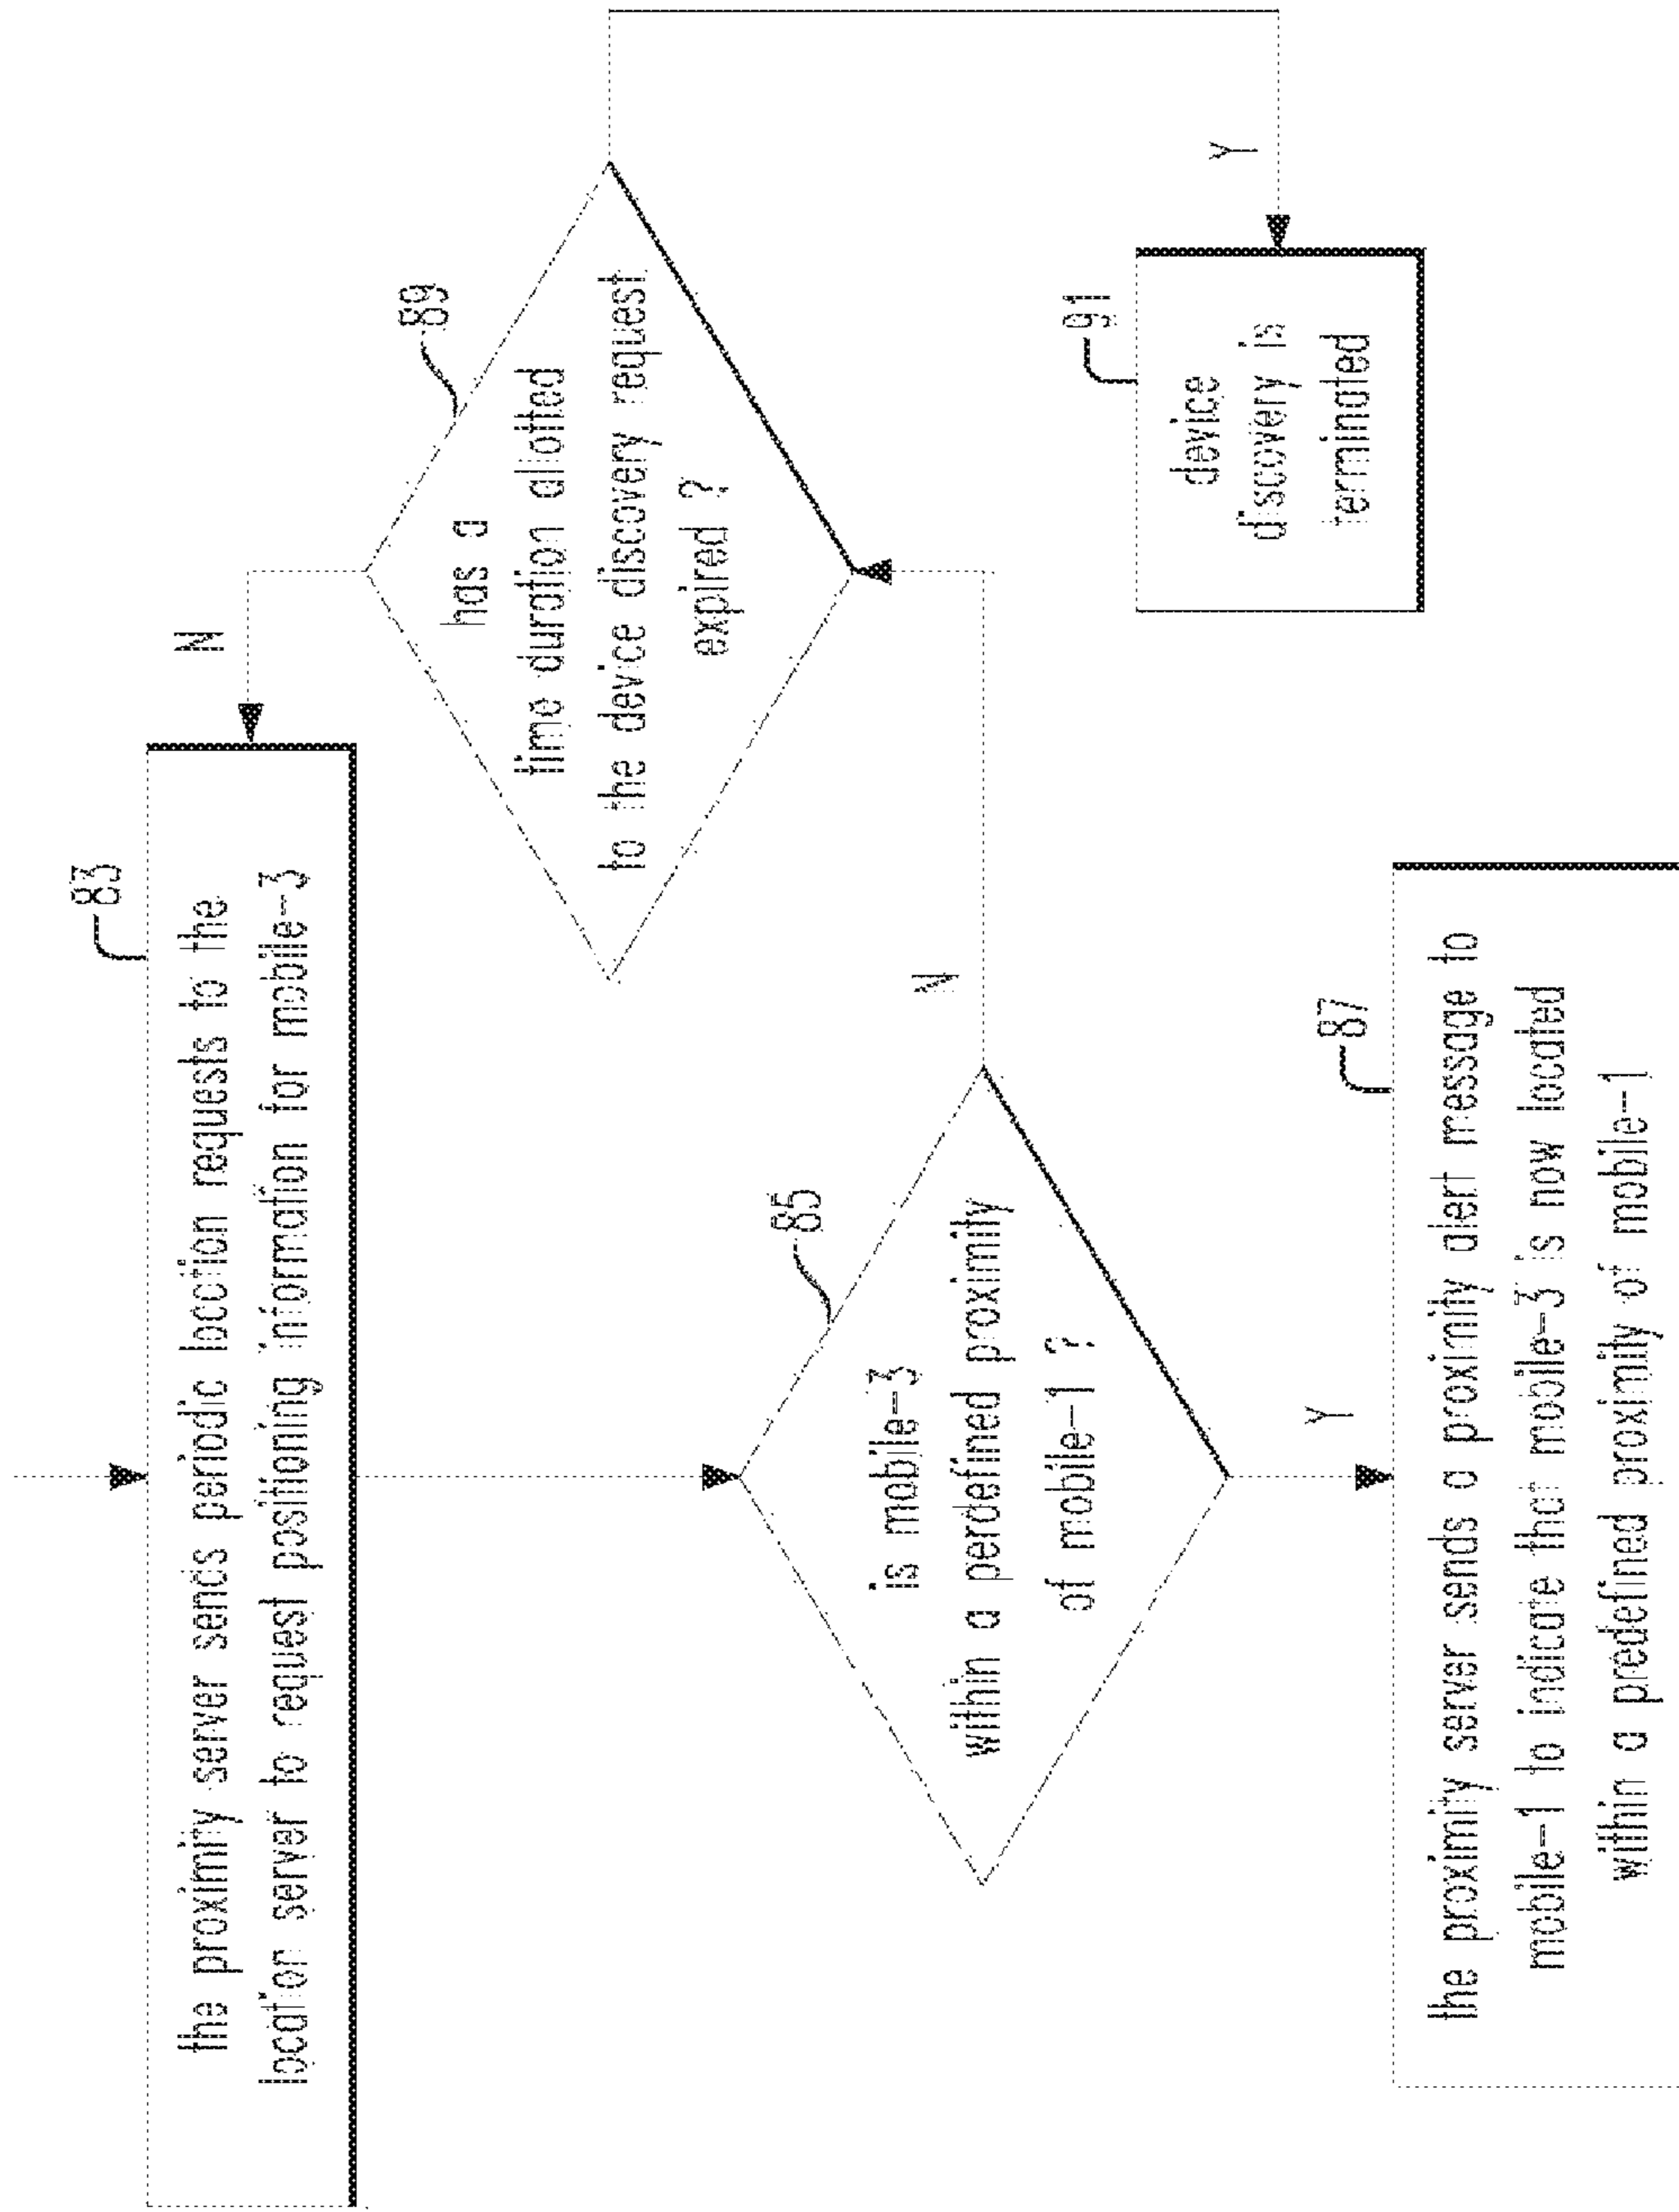 83
the proximity server sends periodic location requests to the
location server to request positioning information for mobile-3
N
89
has a
time duration allotted
to the device discovery request
expired ?
85
is mobile-3
within a perdefined proximity
of mobile-1 ?
N
Y
91
device
discovery is
terminated
Y
87
the proximity server sends a proximity alert message to
mobile-1 to indicate that mobile-3 is now located
within a predefined proximity of mobile-1